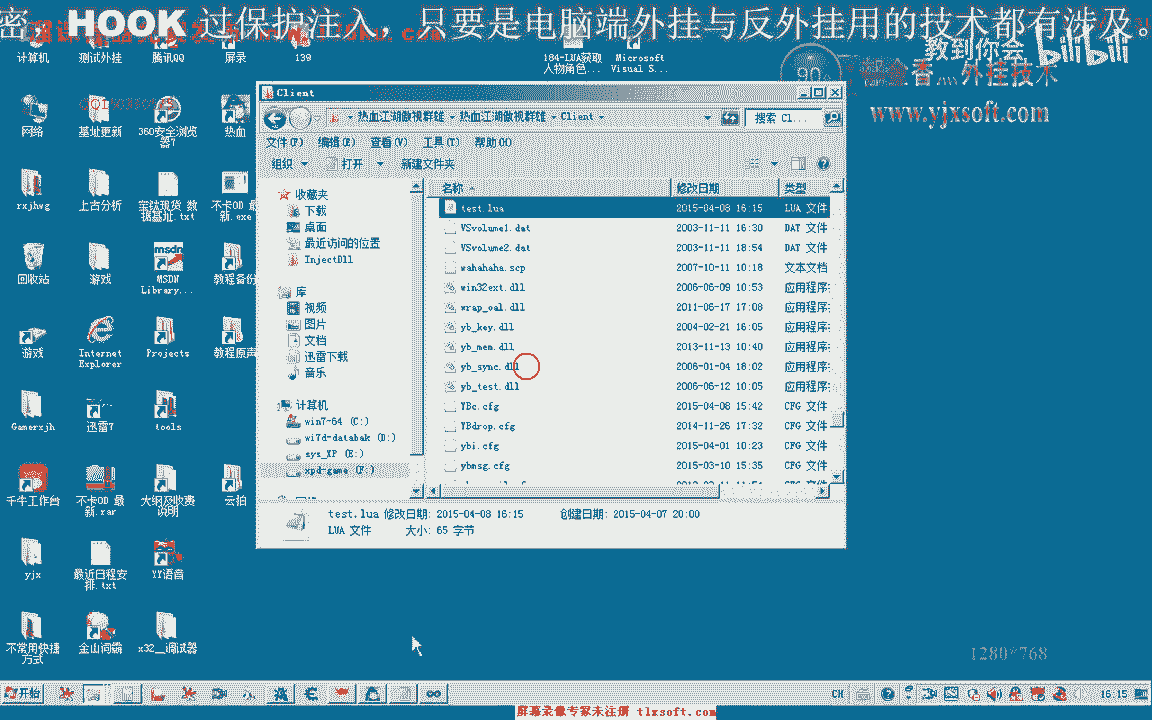 密，HOOK 过保护注入，只要是电脑端外挂与反外挂用的技术都有涉及。
教到你会
bilibili
外挂技术
www.yjxsoft.com
计算机
测试外挂
腾讯QQ
屏录
139
184-LUA获取
人物角色...
Microsoft
Visual S...
网络
基址更新
360安全浏览
器7
热血
rxjhwg
上古分析
不卡OD 最
新.exe
回收站
游戏
MSDN
Library...
教程备份
游戏
Internet
Explorer
Projects
教程原声
Gamerxjh
迅雷7
tools
千牛工作台
不卡OD 最
新.rar
大纲及收费
说明
云拍
yjx
最近日程安
排.txt
YY语音
不常用快捷
方式
金山词霸
x32__调试器
Client
热血江湖傲视群雄
热血江湖傲视群雄
Client
搜索 Cl...
文件(F)
编辑(E)
查看(V)
工具(T)
帮助(H)
组织
打开
新建文件夹
收藏夹
下载
桌面
最近访问的位置
InjectDll
库
视频
图片
文档
迅雷下载
音乐
计算机
win7-64 (C:)
wi7d-databak (D:)
sys_XP (E:)
xpd-game (F:)
名称 修改日期 类型
test.lua 2015-04-08 16:15 LUA 文件
VSvolume1.dat 2003-11-11 16:30 DAT 文件
VSvolume2.dat 2003-11-11 18:54 DAT 文件
wahahaha.scp 2007-10-11 10:18 文本文档
win32ext.dll 2006-06-09 10:53 应用程序
wrap_oal.dll 2011-06-17 17:08 应用程序
yb_key.dll 2004-02-21 16:05 应用程序
yb_mem.dll 2013-11-13 10:40 应用程序
yb_sync.dll 2006-01-04 18:02 应用程序
yb_test.dll 2006-06-12 10:05 应用程序
YBc.cfg 2015-04-08 15:42 CFG 文件
YBdrop.cfg 2014-11-26 17:32 CFG 文件
ybi.cfg 2015-04-01 10:23 CFG 文件
ybmsg.cfg 2015-03-10 15:35 CFG 文件
test.lua 修改日期: 2015-04-08 16:15 创建日期: 2015-04-07 20:00
LUA 文件 大小: 65 字节
1280*768
开始
CH
16:15
屏幕录像专家未注册 tlxsoft.com